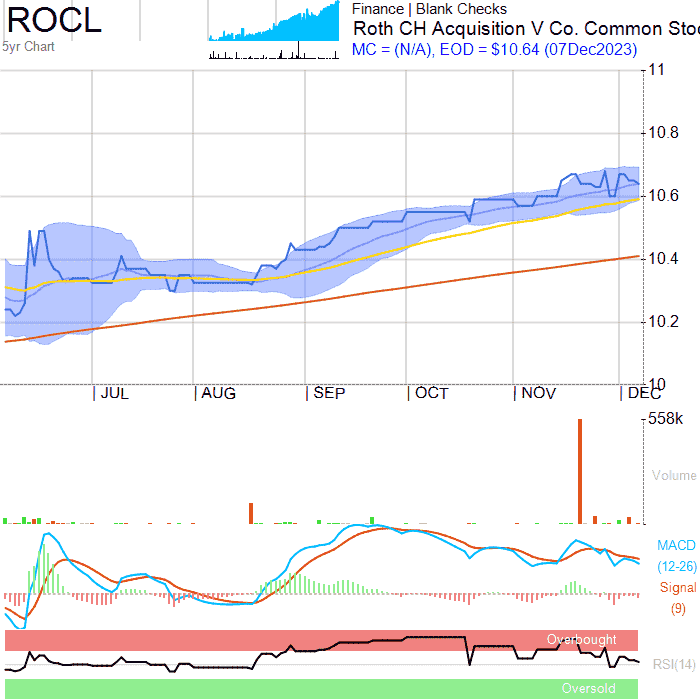 ROCL
5yr Chart
Finance | Blank Checks
Roth CH Acquisition V Co. Common Stoc
MC = (N/A), EOD = $10.64 (07Dec2023)
11
10.8
10.6
10.4
10.2
10
JUL AUG SEP OCT NOV DEC
558k
Volume
MACD
(12-26)
Signal
(9)
Overbought
RSI(14)
Oversold